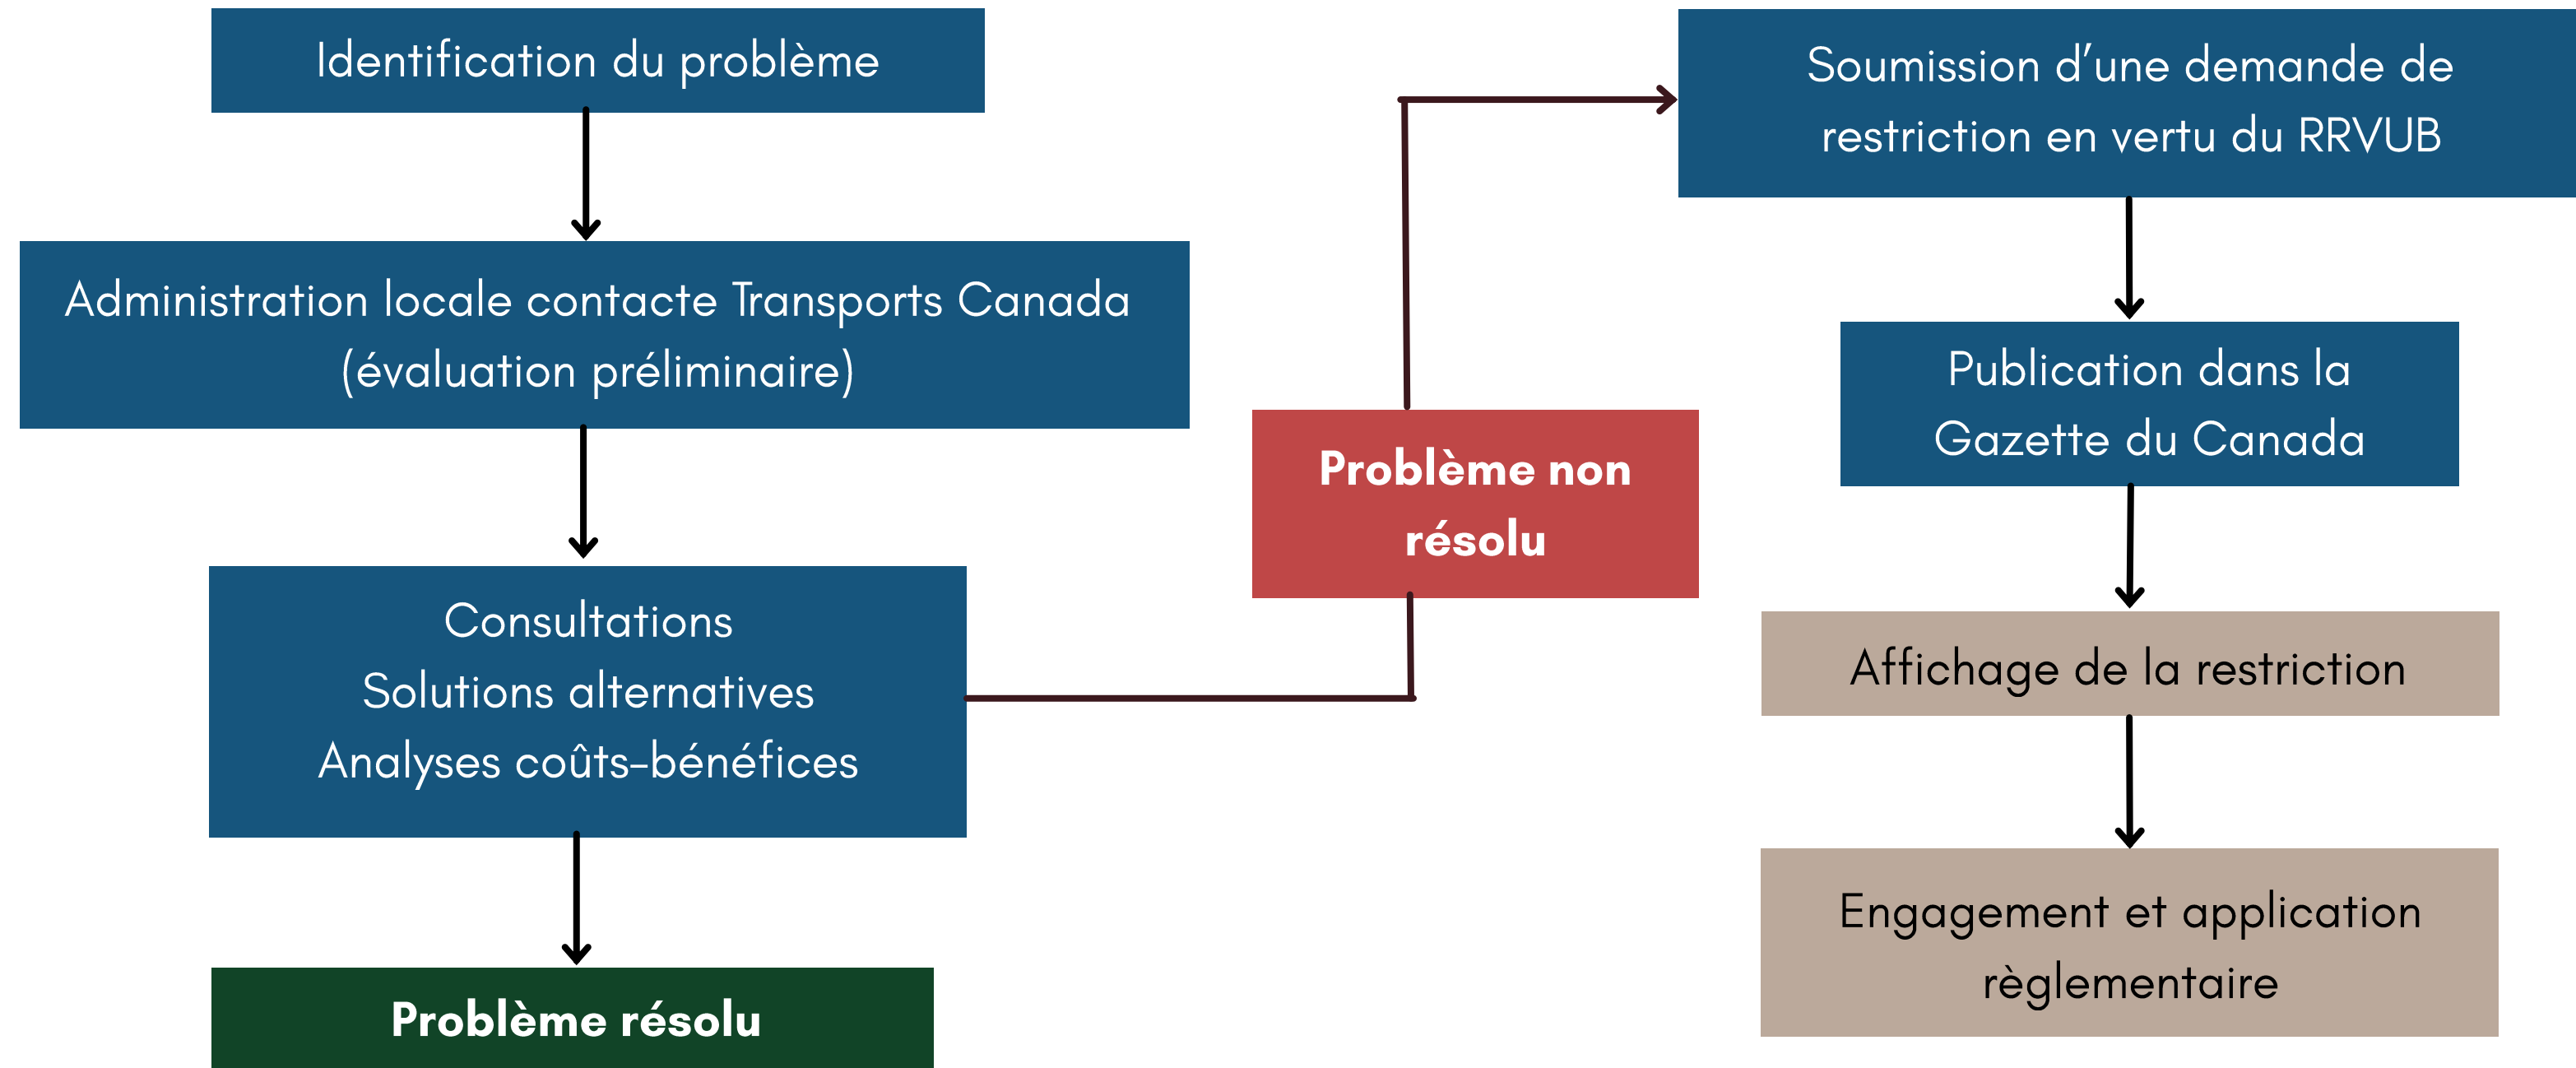 Identification du problème
Administration locale contacte Transports Canada
(évaluation préliminaire)
Consultations
Solutions alternatives
Analyses coûts-bénéfices
Problème résolu
Problème non
résolu
Soumission d’une demande de
restriction en vertu du RRVUB
Publication dans la
Gazette du Canada
Affichage de la restriction
Engagement et application
règlementaire